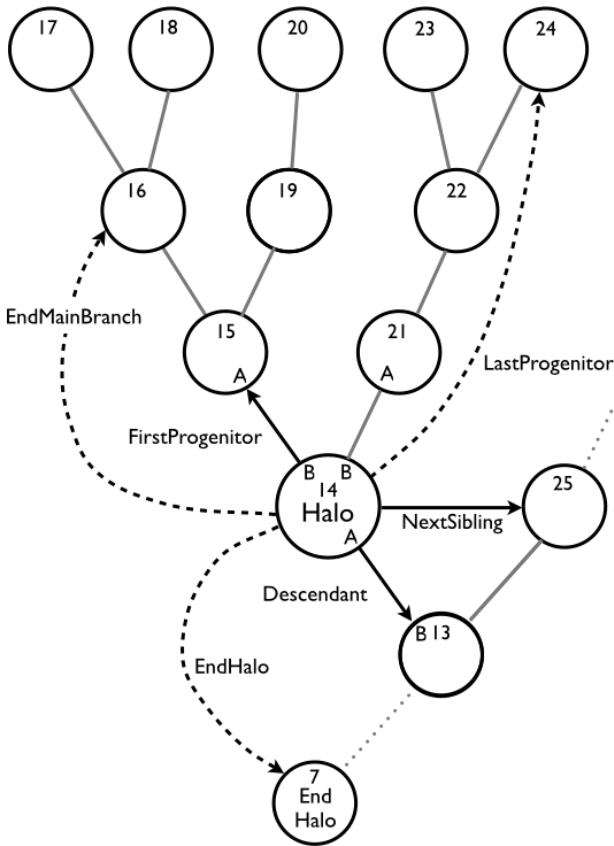 17 18 20 23 24
16 19 22
EndMainBranch
15 21
A A
LastProgenitor
FirstProgenitor
B B
14
Halo
A
25
NextSibling
Descendant
B 13
EndHalo
7
End
Halo